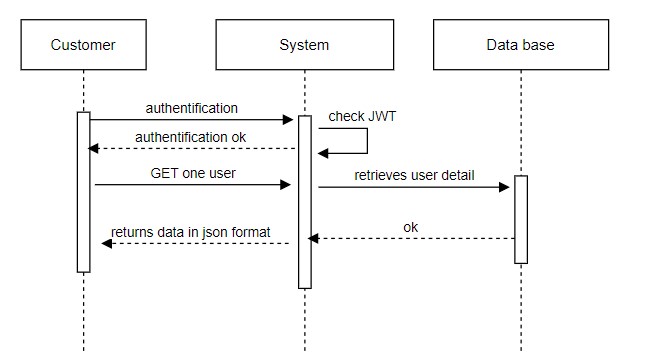 Customer
System
Data base
authentification
check JWT
authentification ok
GET one user
retrieves user detail
returns data in json format
ok